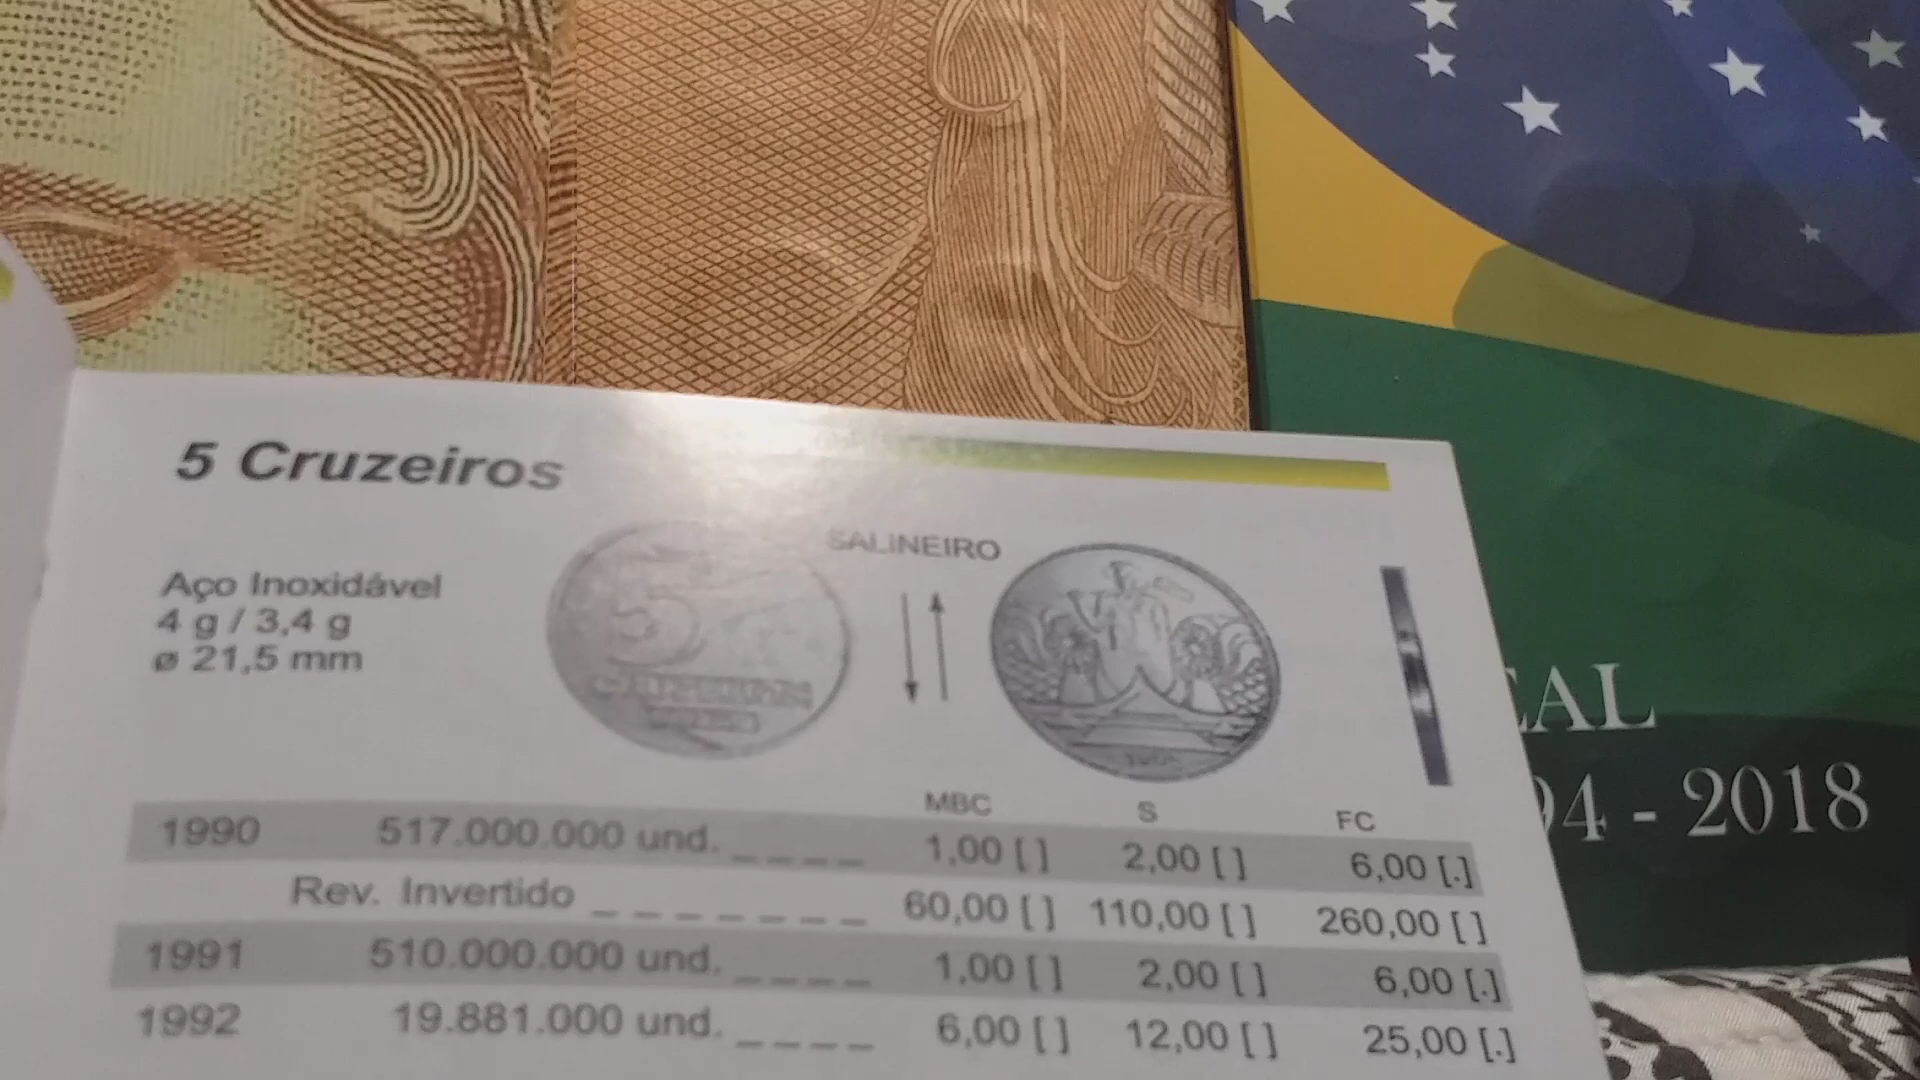 5 Cruzeiros
Aço Inoxidável
4 g / 3,4 g
ø 21,5 mm
SALINEIRO
5
MBC S FC
1990 517.000.000 und. _ _ _ _ 1,00 [ ] 2,00 [ ] 6,00 [.]
Rev. Invertido _ _ _ _ _ _ _ _ 60,00 [ ] 110,00 [ ] 260,00 [ ]
1991 510.000.000 und. _ _ _ _ 1,00 [ ] 2,00 [ ] 6,00 [.]
1992 19.881.000 und. _ _ _ _ 6,00 [ ] 12,00 [ ] 25,00 [.]
EAL
94 - 2018